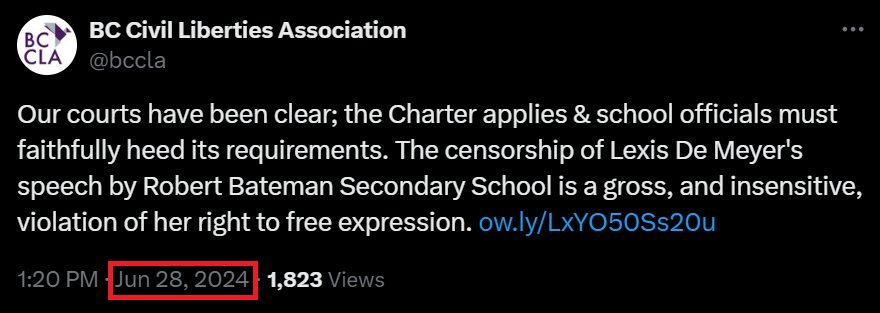 BC
CLA
BC Civil Liberties Association
@bccla
Our courts have been clear; the Charter applies & school officials must
faithfully heed its requirements. The censorship of Lexis De Meyer's
speech by Robert Bateman Secondary School is a gross, and insensitive,
violation of her right to free expression. ow.ly/LxYO50Ss20u
1:20 PM · Jun 28, 2024 · 1,823 Views